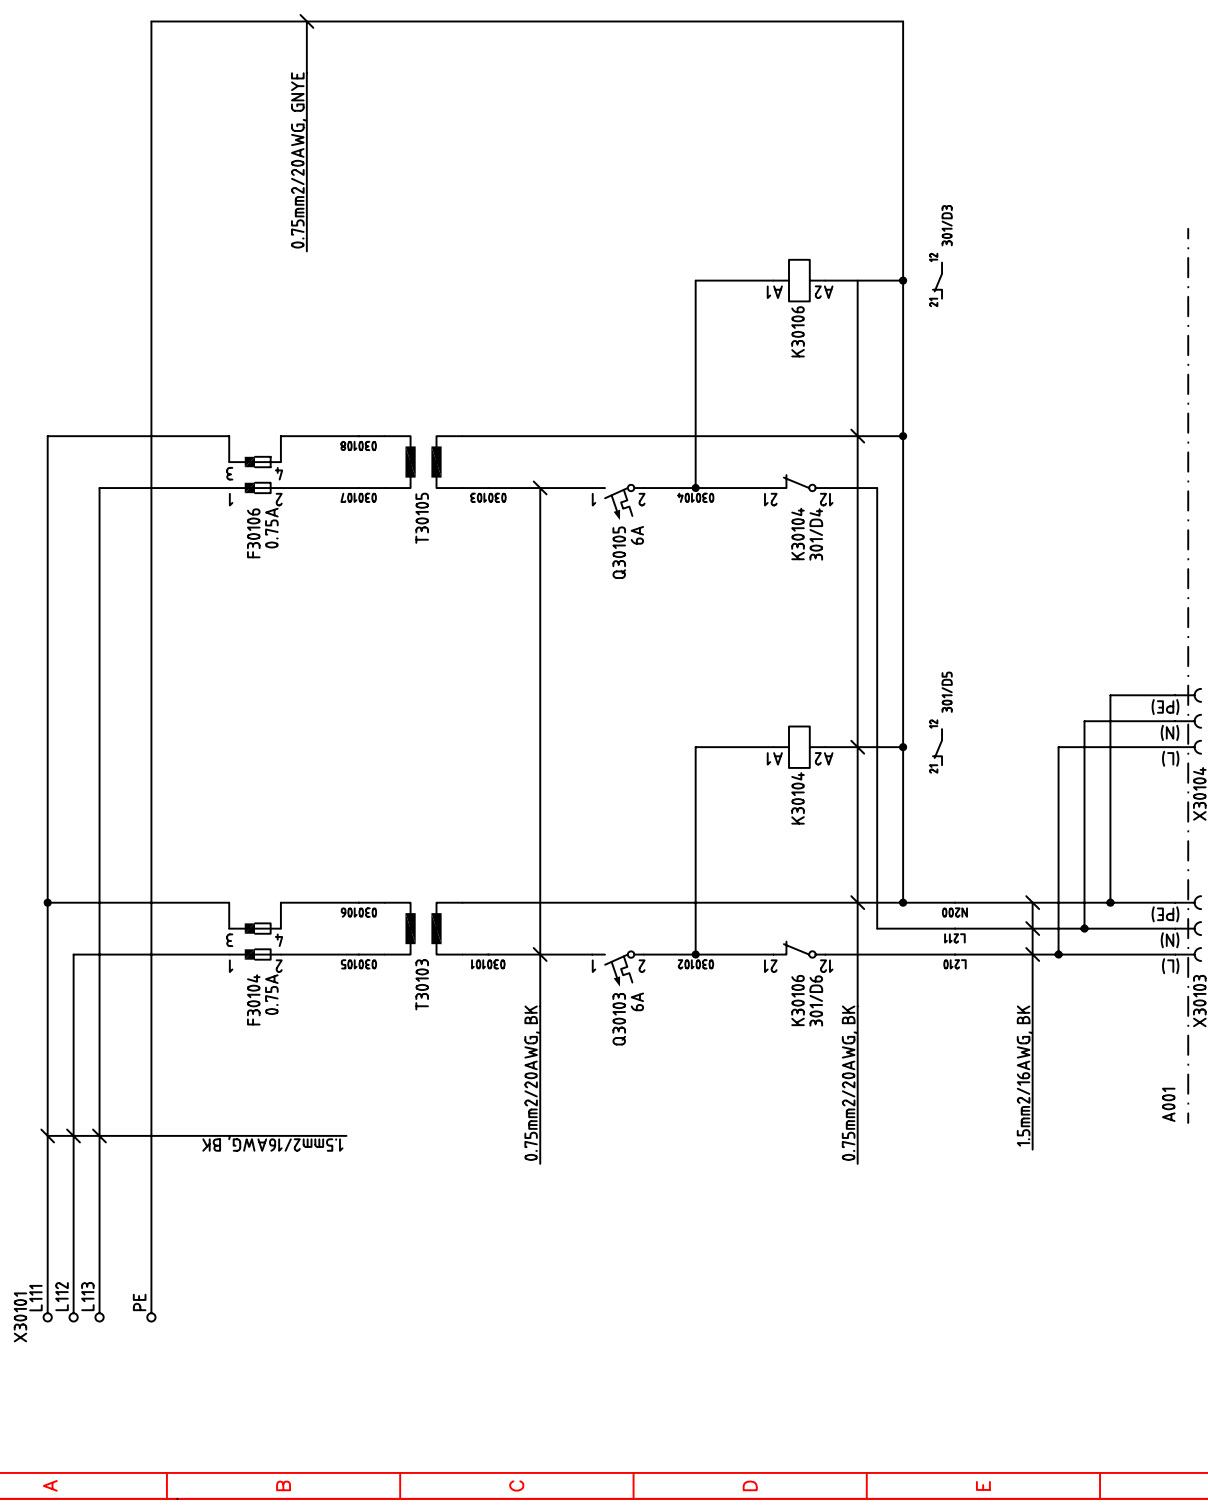 X30101
L111
L112
L113
PE
1.5mm2/16AWG, BK
0.75mm2/20AWG, GNYE
F30104
0.75A
1
2
3
4
030105
030106
T30103
030101
0.75mm2/20AWG, BK
Q30103
6A
1
2
030102
K30104
A1
A2
21
12
301/D5
K30106
301/D6
21
12
0.75mm2/20AWG, BK
F30106
0.75A
1
2
3
4
030107
030108
T30105
030103
Q30105
6A
1
2
030104
K30106
A1
A2
21
12
301/D3
K30104
301/D4
21
12
N200
L211
L210
1.5mm2/16AWG, BK
A001
X30103
(L)
(N)
(PE)
X30104
(L)
(N)
(PE)
A
B
C
D
E